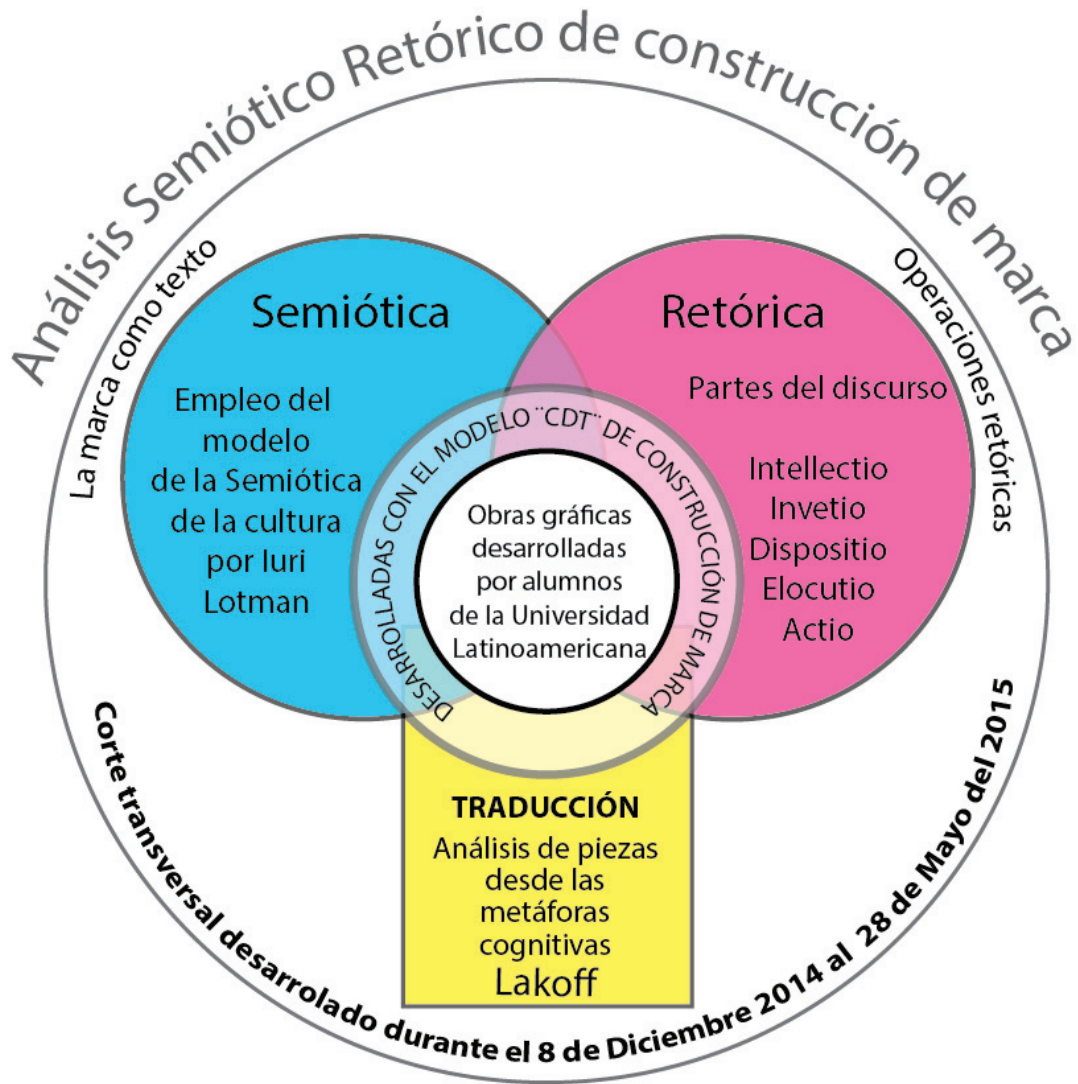 Análisis Semiótico Retórico de construcción de marca
La marca como texto
Operaciones retóricas
Semiótica
Empleo del
modelo
de la Semiótica
de la cultura
por Iuri
Lotman
Retórica
Partes del discurso
Intellectio
Invetio
Dispositio
Elocutio
Actio
DESARROLLADAS CON EL MODELO ¨CDT¨ DE CONSTRUCCIÓN DE MARCA
Obras gráficas
desarrolladas
por alumnos
de la Universidad
Latinoamericana
TRADUCCIÓN
Análisis de piezas
desde las
metáforas
cognitivas
Lakoff
Corte transversal desarrolado durante el 8 de Diciembre 2014 al 28 de Mayo del 2015